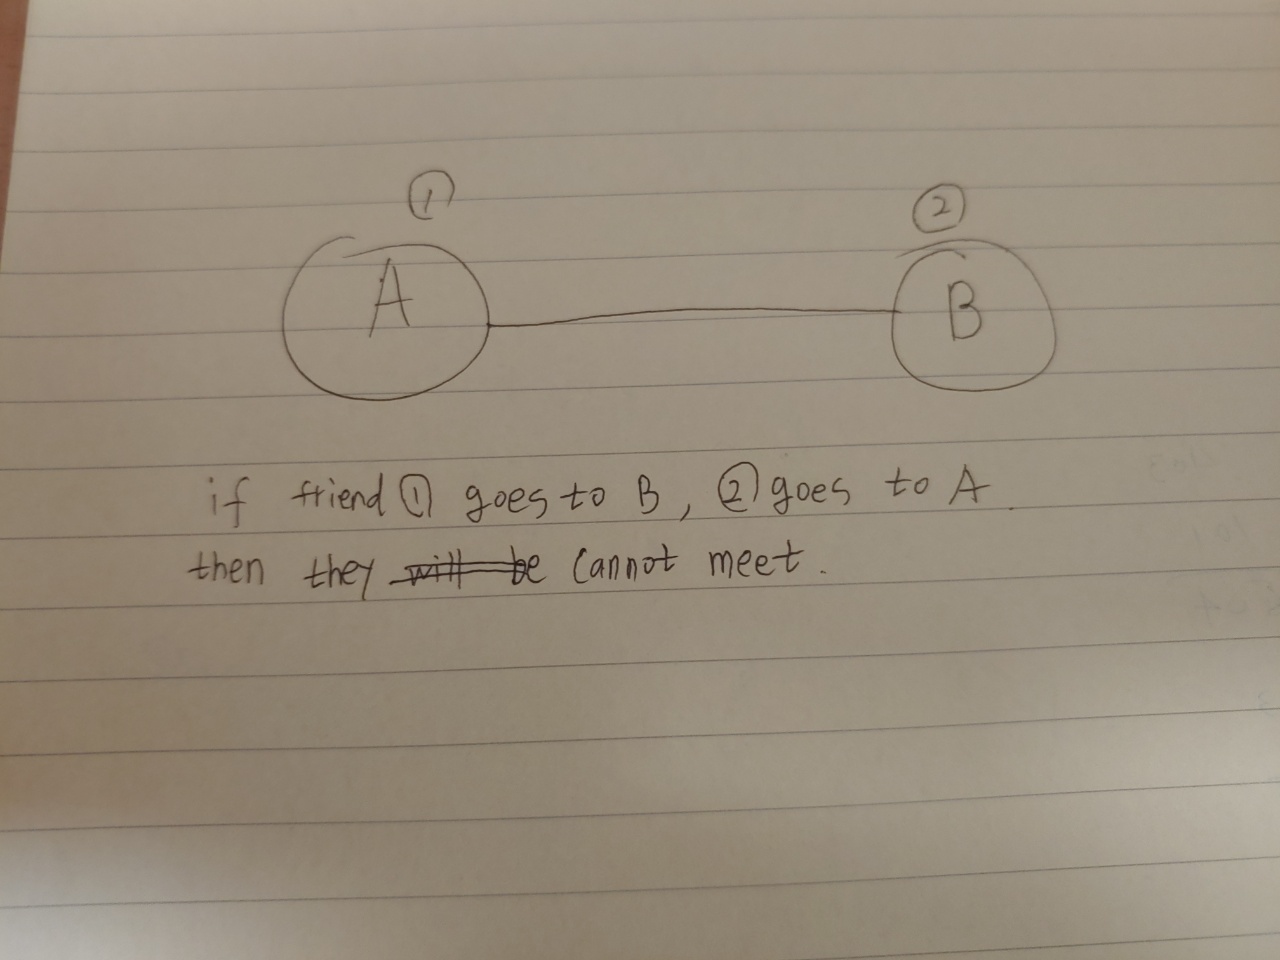 ① ②
A B
if friend ① goes to B, ② goes to A.
then they will be cannot meet.